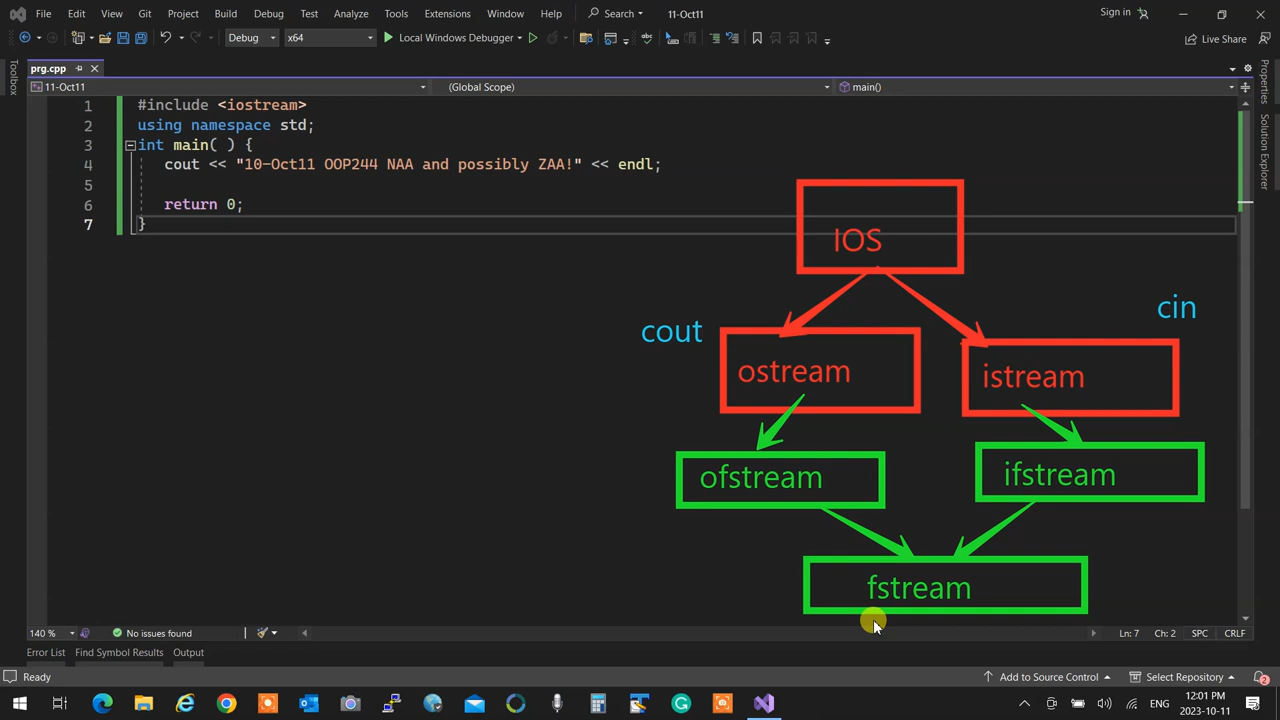 File Edit View Git Project Build Debug Test Analyze Tools Extensions Window Help Search 11-Oct11 Sign in
Debug x64 Local Windows Debugger Live Share
Toolbox
prg.cpp
11-Oct11 (Global Scope) main()
Properties
Solution Explorer
1 #include <iostream>
2 using namespace std;
3 int main( ) {
4 cout << "10-Oct11 OOP244 NAA and possibly ZAA!" << endl;
5
6 return 0;
7 }
IOS
cout
cin
ostream
istream
ofstream
ifstream
fstream
140 % No issues found Ln: 7 Ch: 2 SPC CRLF
Error List Find Symbol Results Output
Ready Add to Source Control Select Repository 2
ENG 12:01 PM
2023-10-11